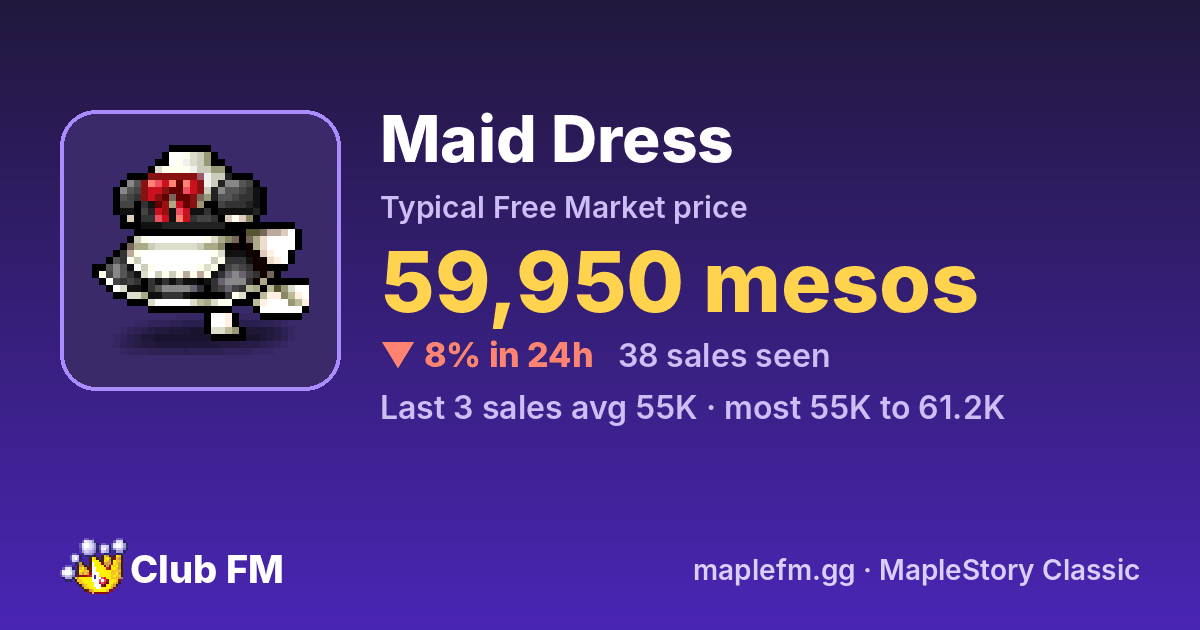 Maid Dress
Typical Free Market price
59,950 mesos
▼ 8% in 24h 38 sales seen
Last 3 sales avg 55K · most 55K to 61.2K
Club FM
maplefm.gg · MapleStory Classic